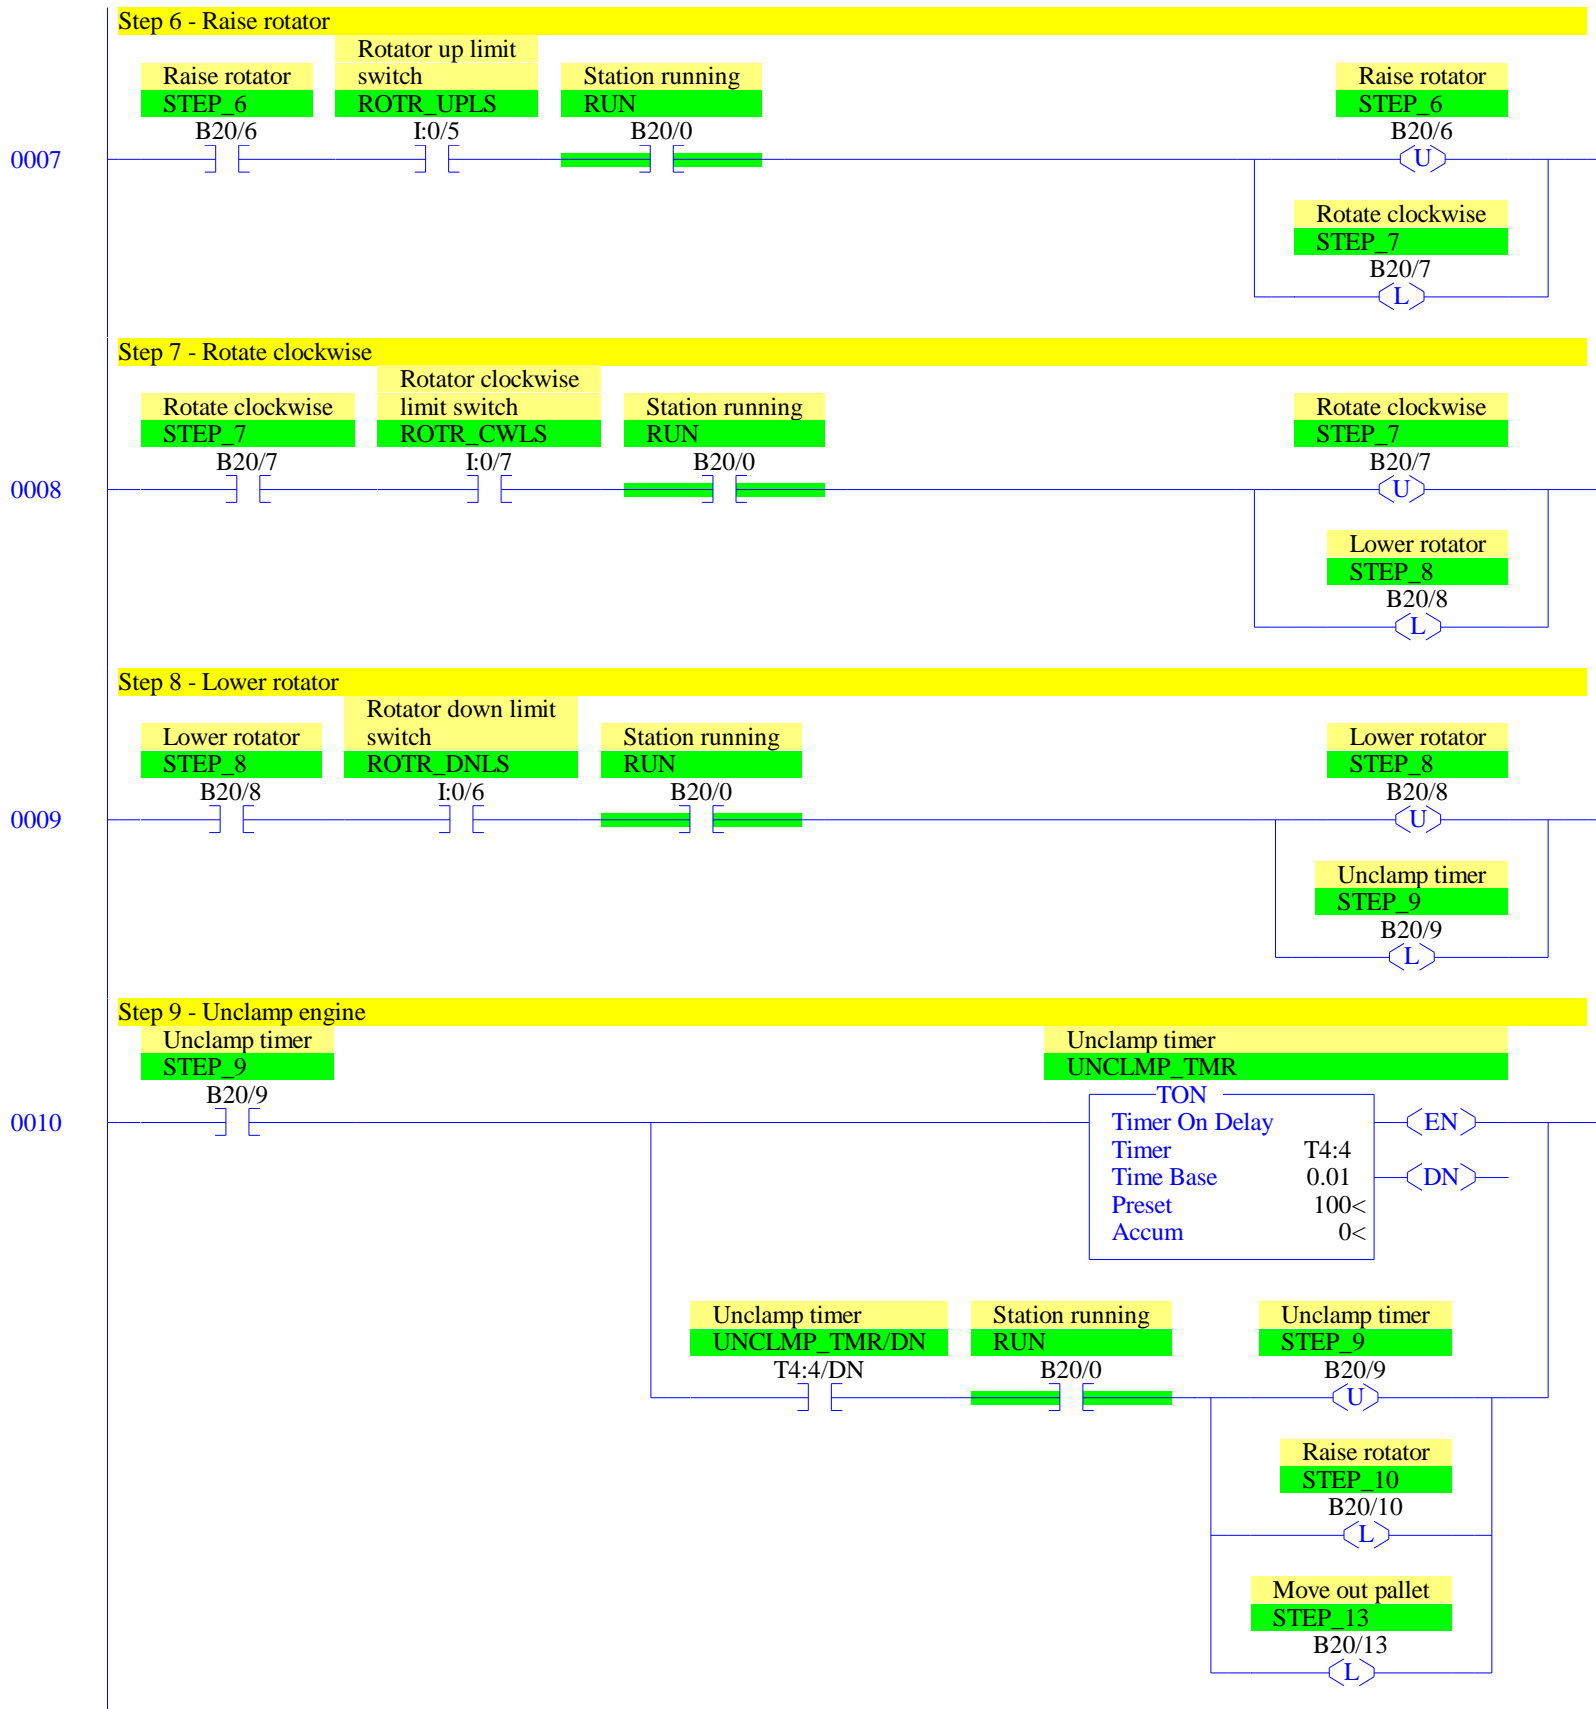 Step 6 - Raise rotator
Rotator up limit
Raise rotator switch Station running Raise rotator
STEP_6 ROTR_UPLS RUN STEP_6
B20/6 I:0/5 B20/0 B20/6
0007 U
Rotate clockwise
STEP_7
B20/7
L
Step 7 - Rotate clockwise
Rotator clockwise
Rotate clockwise limit switch Station running Rotate clockwise
STEP_7 ROTR_CWLS RUN STEP_7
B20/7 I:0/7 B20/0 B20/7
0008 U
Lower rotator
STEP_8
B20/8
L
Step 8 - Lower rotator
Rotator down limit
Lower rotator switch Station running Lower rotator
STEP_8 ROTR_DNLS RUN STEP_8
B20/8 I:0/6 B20/0 B20/8
0009 U
Unclamp timer
STEP_9
B20/9
L
Step 9 - Unclamp engine
Unclamp timer Unclamp timer
STEP_9 UNCLMP_TMR
B20/9 TON
0010 Timer On Delay EN
Timer T4:4
Time Base 0.01 DN
Preset 100<
Accum 0<
Unclamp timer Station running Unclamp timer
UNCLMP_TMR/DN RUN STEP_9
T4:4/DN B20/0 B20/9
U
Raise rotator
STEP_10
B20/10
L
Move out pallet
STEP_13
B20/13
L